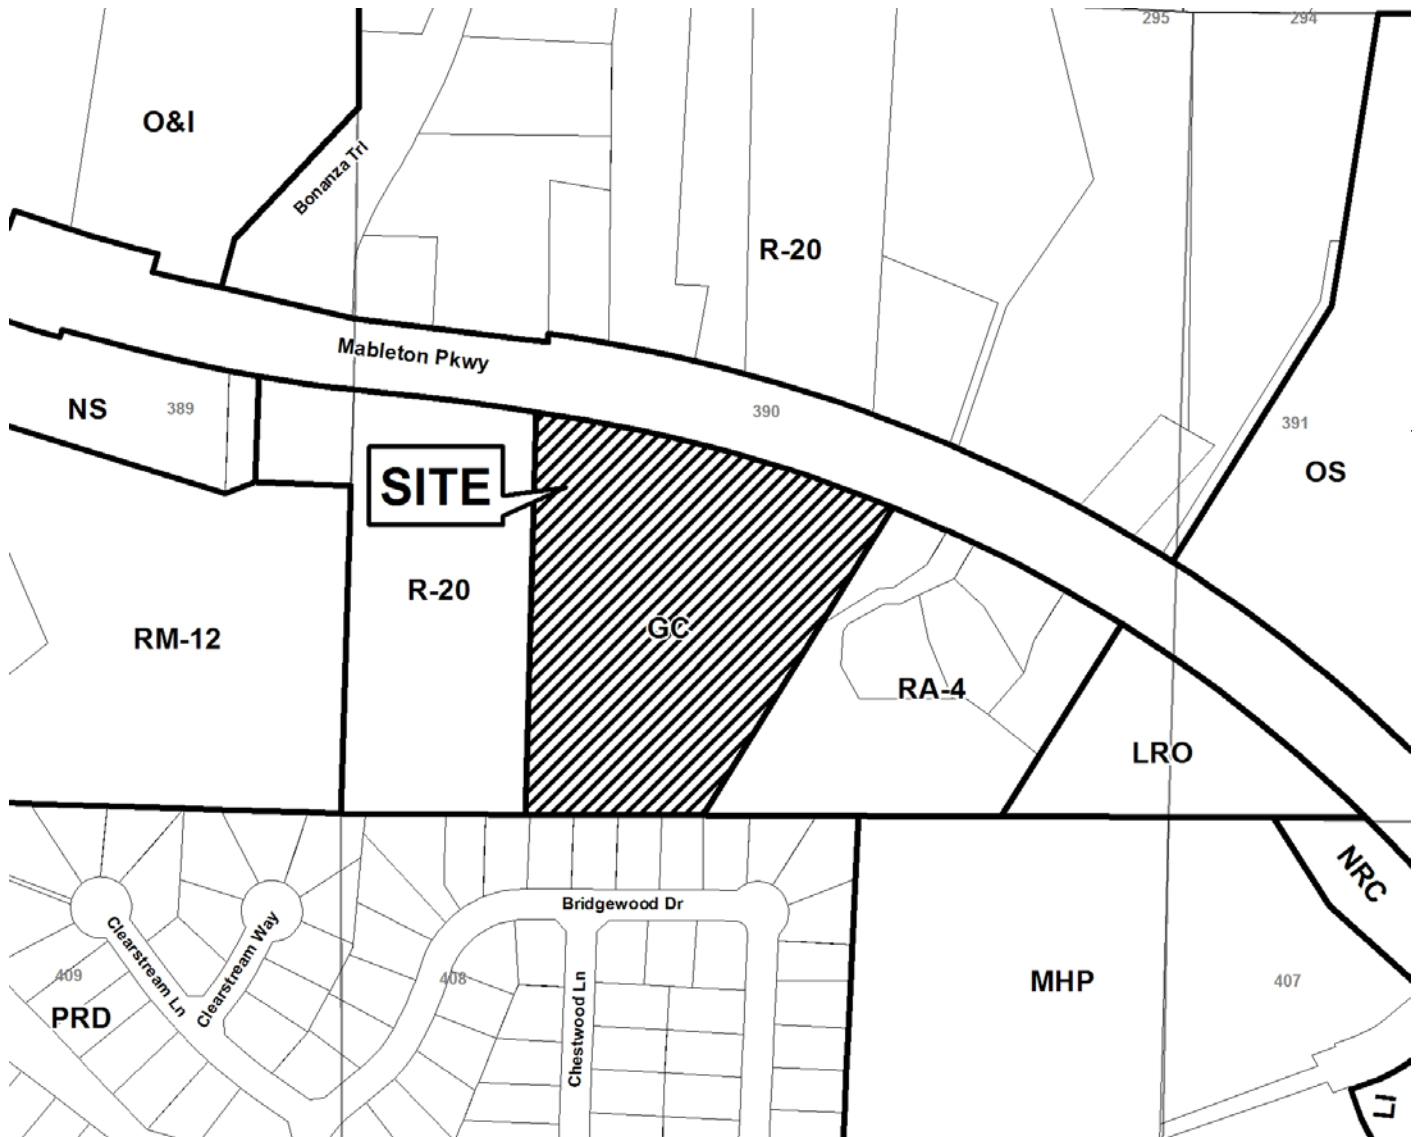 295
294
O&I
Bonanza Trl
R-20
Mableton Pkwy
NS
389
390
391
OS
SITE
R-20
RM-12
GC
RA-4
LRO
NRC
Bridgewood Dr
Clearstream Ln
Clearstream Way
409
408
MHP
407
PRD
Chestwood Ln
LI